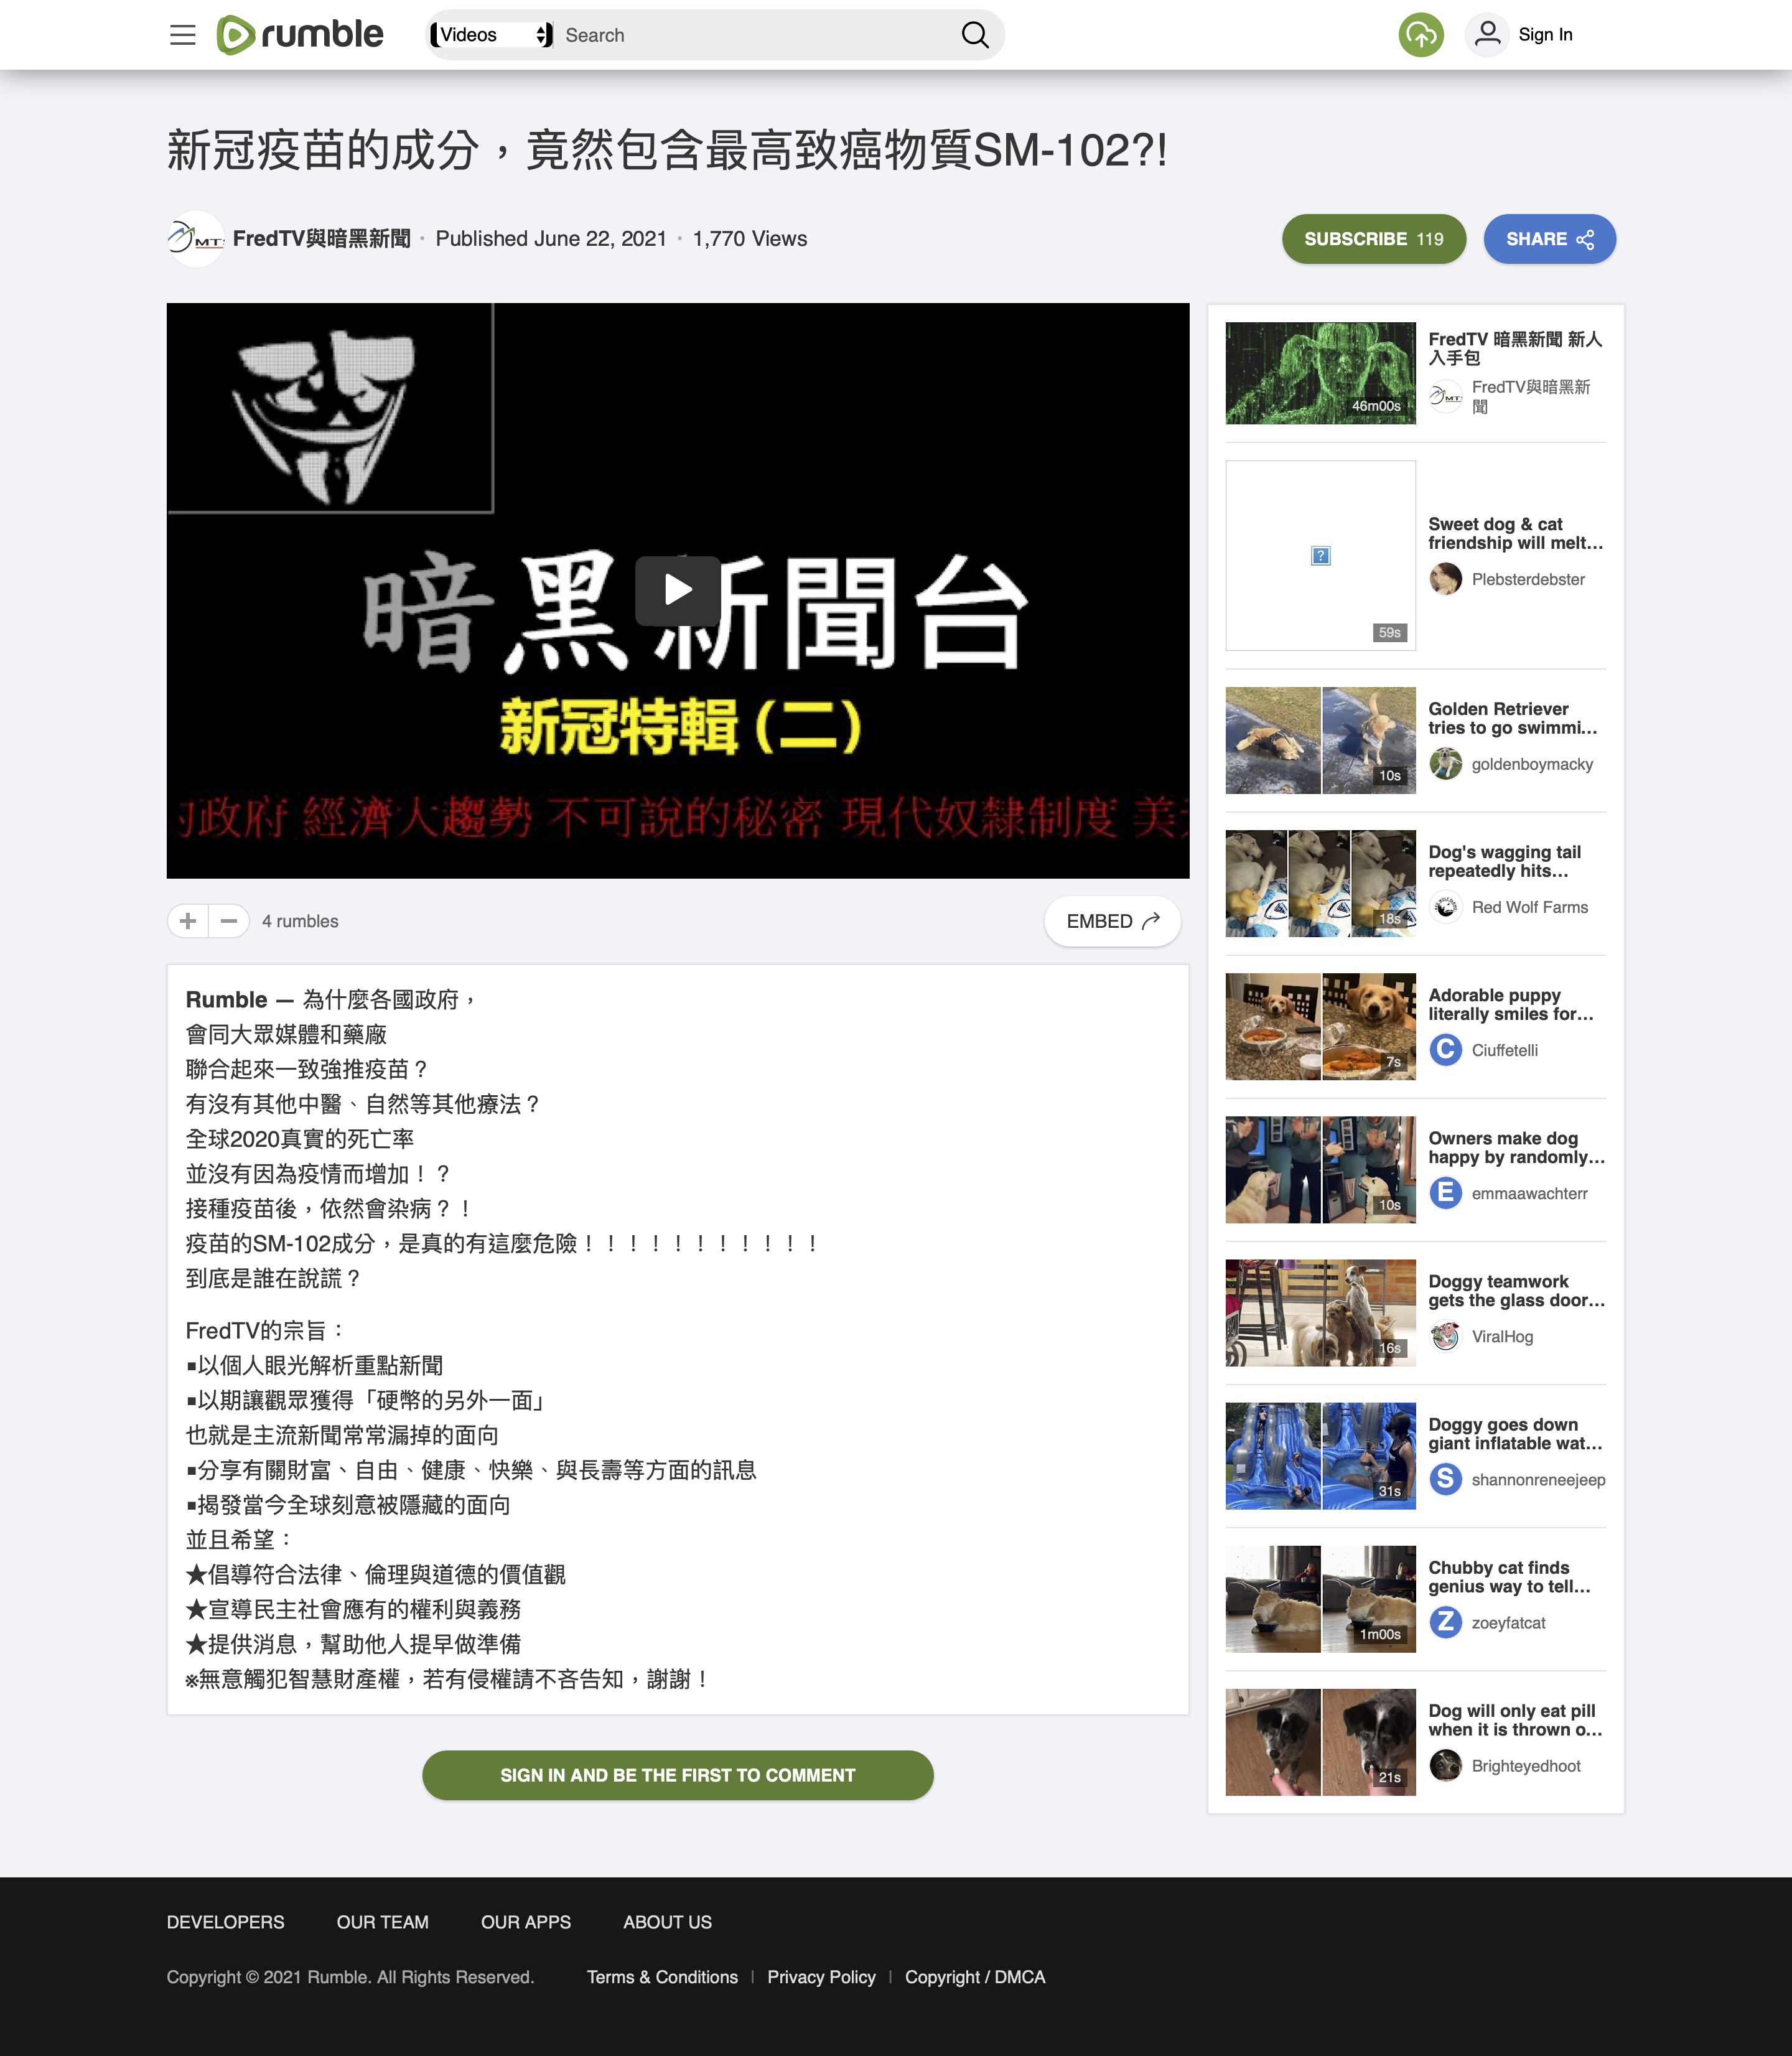 rumble
Videos
Search
Sign In
新冠疫苗的成分，竟然包含最高致癌物質SM-102?!
MT
FredTV與暗黑新聞 · Published June 22, 2021 · 1,770 Views
SUBSCRIBE 119
SHARE
暗黑新聞台
新冠特輯(二)
政府 經濟大趨勢 不可說的秘密 現代奴隸制度 美
4 rumbles
EMBED
Rumble — 為什麼各國政府，
會同大眾媒體和藥廠
聯合起來一致強推疫苗？
有沒有其他中醫、自然等其他療法？
全球2020真實的死亡率
並沒有因為疫情而增加！？
接種疫苗後，依然會染病？！
疫苗的SM-102成分，是真的有這麼危險！！！！！！！！！！！
到底是誰在說謊？
FredTV的宗旨：
▪以個人眼光解析重點新聞
▪以期讓觀眾獲得「硬幣的另外一面」
也就是主流新聞常常漏掉的面向
▪分享有關財富、自由、健康、快樂、與長壽等方面的訊息
▪揭發當今全球刻意被隱藏的面向
並且希望：
★倡導符合法律、倫理與道德的價值觀
★宣導民主社會應有的權利與義務
★提供消息，幫助他人提早做準備
※無意觸犯智慧財產權，若有侵權請不吝告知，謝謝！
SIGN IN AND BE THE FIRST TO COMMENT
46m00s
FredTV 暗黑新聞 新人
入手包
MT
FredTV與暗黑新
聞
59s
Sweet dog & cat
friendship will melt...
Plebsterdebster
10s
Golden Retriever
tries to go swimmi...
goldenboymacky
18s
Dog's wagging tail
repeatedly hits...
Red Wolf Farms
7s
Adorable puppy
literally smiles for...
C
Ciuffetelli
10s
Owners make dog
happy by randomly...
E
emmaawachterr
16s
Doggy teamwork
gets the glass door...
ViralHog
31s
Doggy goes down
giant inflatable wat...
S
shannonreneejeep
1m00s
Chubby cat finds
genius way to tell...
Z
zoeyfatcat
21s
Dog will only eat pill
when it is thrown o...
Brighteyedhoot
DEVELOPERS
OUR TEAM
OUR APPS
ABOUT US
Copyright © 2021 Rumble. All Rights Reserved.
Terms & Conditions | Privacy Policy | Copyright / DMCA